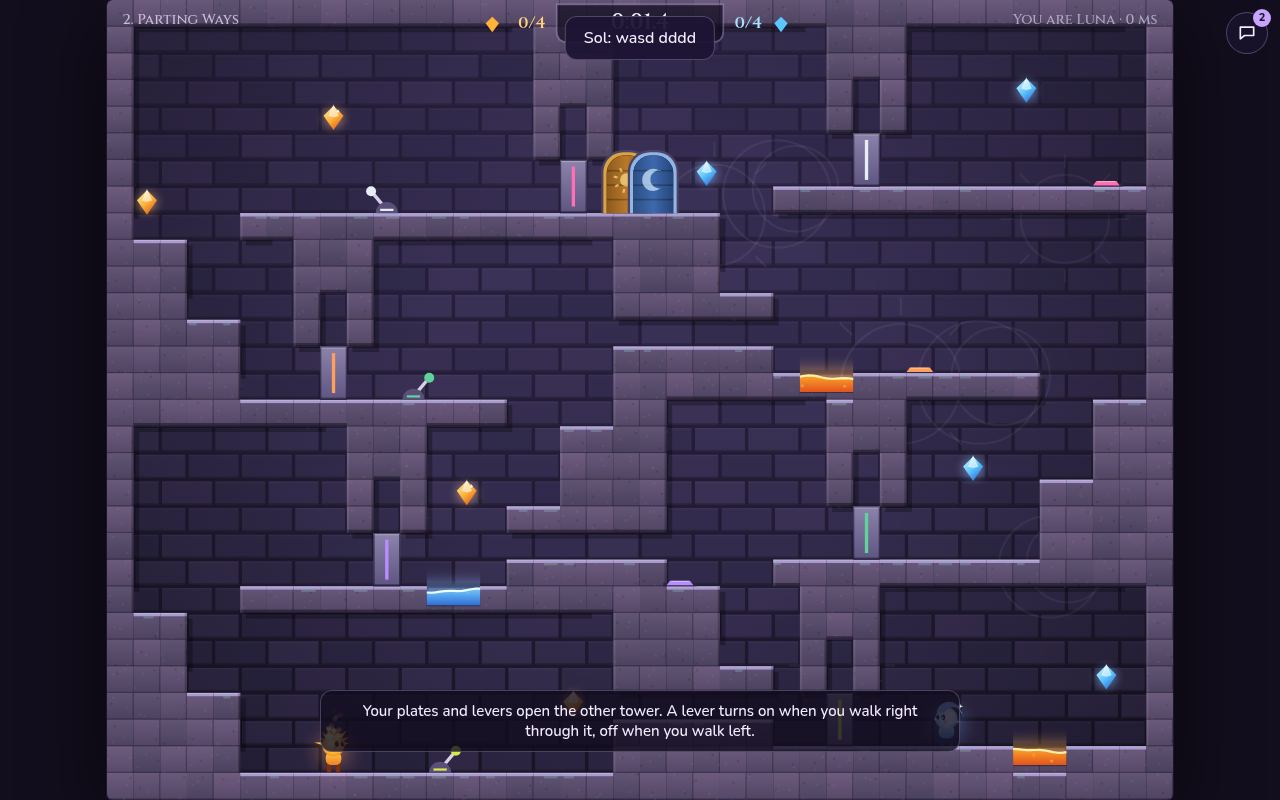 2. Parting Ways
0/4
0/4
You are Luna · 0 ms
2
Sol: wasd dddd
Your plates and levers open the other tower. A lever turns on when you walk right
through it, off when you walk left.